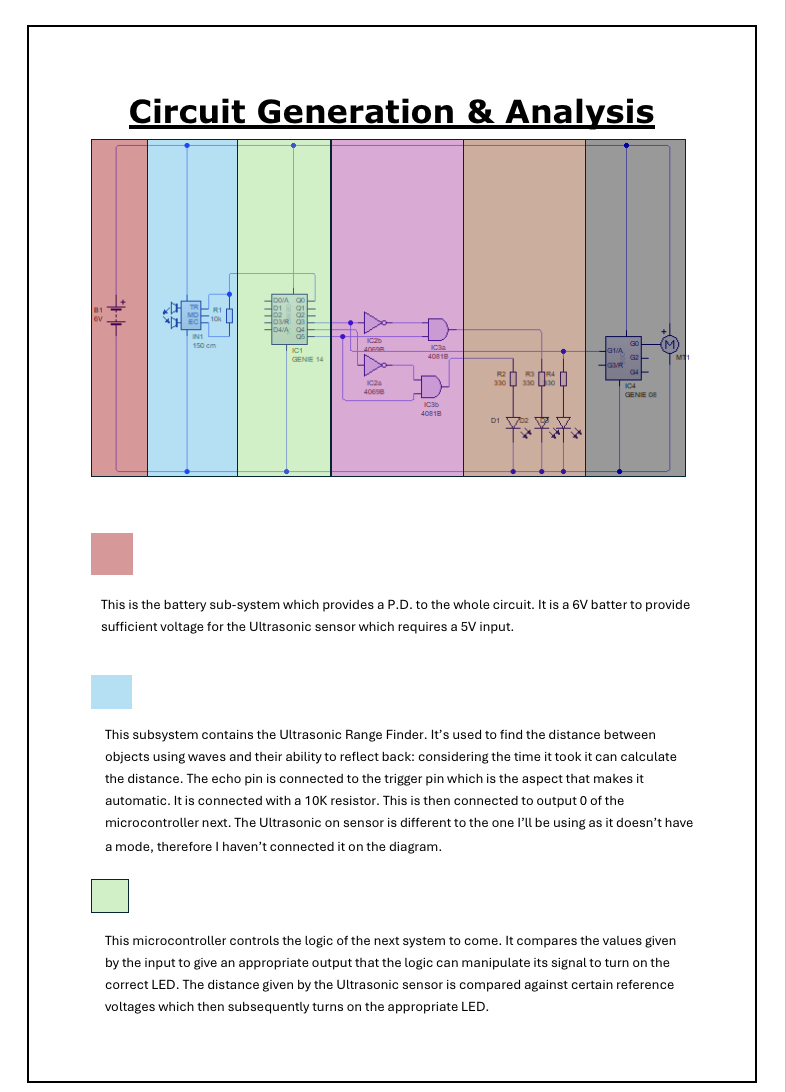 Circuit Generation & Analysis
B1
6V
TR
MD
EC
IN1
150 cm
R1
10k
D0/A Q0
D1 Q1
D2 Q2
D3/R Q3
D4/A Q4
Q5
IC1
GENIE 14
IC2b
4069B
IC3a
4081B
IC2a
4069B
IC3b
4081B
R2
330
R3
330
R4
330
D1
D2
G1/A
G3/R
G0
G2
G4
IC4
GENIE 08
M
MT1
This is the battery sub-system which provides a P.D. to the whole circuit. It is a 6V batter to provide
sufficient voltage for the Ultrasonic sensor which requires a 5V input.
This subsystem contains the Ultrasonic Range Finder. It’s used to find the distance between
objects using waves and their ability to reflect back: considering the time it took it can calculate
the distance. The echo pin is connected to the trigger pin which is the aspect that makes it
automatic. It is connected with a 10K resistor. This is then connected to output 0 of the
microcontroller next. The Ultrasonic on sensor is different to the one I’ll be using as it doesn’t have
a mode, therefore I haven’t connected it on the diagram.
This microcontroller controls the logic of the next system to come. It compares the values given
by the input to give an appropriate output that the logic can manipulate its signal to turn on the
correct LED. The distance given by the Ultrasonic sensor is compared against certain reference
voltages which then subsequently turns on the appropriate LED.